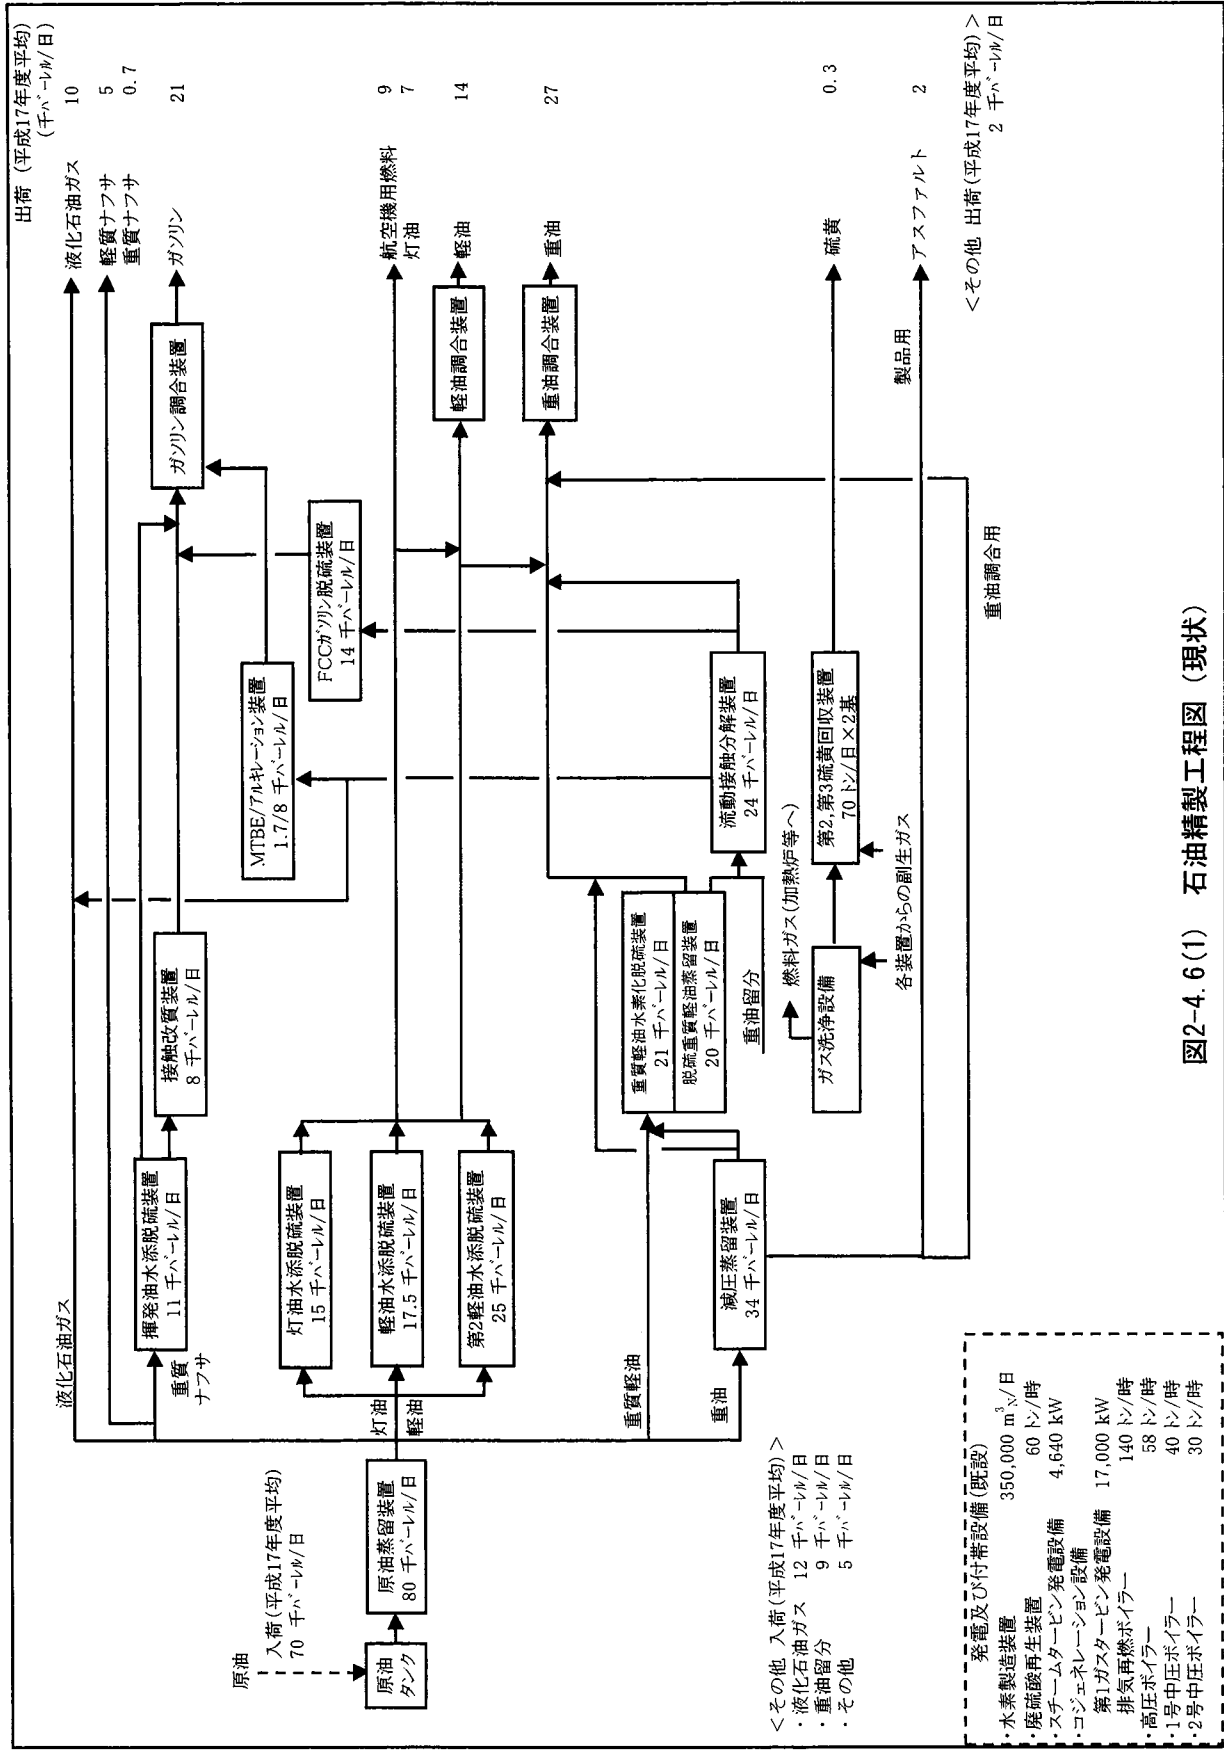 出荷 (平成17年度平均)
(千バーレル/日)
液化石油ガス 10
軽質ナフサ 5
重質ナフサ 0.7
ガソリン 21
航空機用燃料 9
灯油 7
軽油 14
重油 27
硫黄 0.3
アスファルト 2
<その他 出荷(平成17年度平均)>
2 千バーレル/日
ガソリン調合装置
軽油調合装置
重油調合装置
製品用
重油調合用
FCCガソリン脱硫装置
14 千バーレル/日
MTBE/アルキレーション装置
1.7/8 千バーレル/日
流動接触分解装置
24 千バーレル/日
第2,第3硫黄回収装置
70 トン/日×2基
接触改質装置
8 千バーレル/日
重質軽油水素化脱硫装置
21 千バーレル/日
脱硫重質軽油蒸留装置
20 千バーレル/日
重油留分
燃料ガス(加熱炉等へ)
ガス洗浄設備
各装置からの副生ガス
液化石油ガス
揮発油水添脱硫装置
11 千バーレル/日
重質
ナフサ
灯油水添脱硫装置
15 千バーレル/日
軽油水添脱硫装置
17.5 千バーレル/日
第2軽油水添脱硫装置
25 千バーレル/日
灯油
軽油
重質軽油
重油
減圧蒸留装置
34 千バーレル/日
原油
入荷(平成17年度平均)
70 千バーレル/日
原油
タンク
原油蒸留装置
80 千バーレル/日
<その他 入荷(平成17年度平均)>
・液化石油ガス 12 千バーレル/日
・重油留分 9 千バーレル/日
・その他 5 千バーレル/日
発電及び付帯設備(既設)
・水素製造装置 350,000 m³N/日
・廃硫酸再生装置 60 トン/時
・スチームタービン発電設備 4,640 kW
・コジェネレーション設備
第1ガスタービン発電設備 17,000 kW
排気再燃ボイラー 140 トン/時
・高圧ボイラー 58 トン/時
・1号中圧ボイラー 40 トン/時
・2号中圧ボイラー 30 トン/時
図2-4.6(1) 石油精製工程図 (現状)